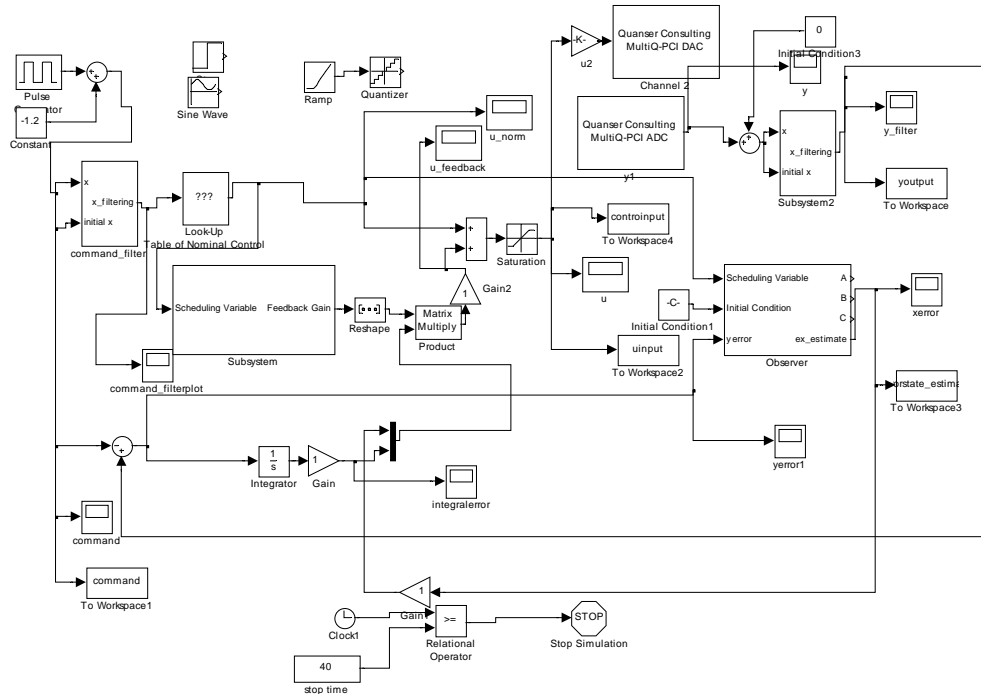 Pulse
Constant
-1.2
Sine Wave
Ramp
Quantizer
-K-
u2
Quanser Consulting
MultiQ-PCI DAC
Channel 2
Quanser Consulting
MultiQ-PCI ADC
y1
0
Initial Condition3
y
y_filter
x
x_filtering
initial x
Subsystem2
youtput
To Workspace
u_norm
u_feedback
x
x_filtering
initial x
command_filter
???
Look-Up
Table of Nominal Control
+
+
Saturation
controinput
To Workspace4
u
uinput
To Workspace2
1
Gain2
Scheduling Variable
Feedback Gain
Subsystem
[...]
Reshape
Matrix
Multiply
Product
-C-
Initial Condition1
Scheduling Variable
A
B
Initial Condition
C
yerror
ex_estimate
Observer
xerror
To Workspace3
command_filterplot
1
s
Integrator
1
Gain
integralerror
yerror1
command
command
To Workspace1
1
Gain1
Clock1
>=
Relational
Operator
STOP
Stop Simulation
40
stop time